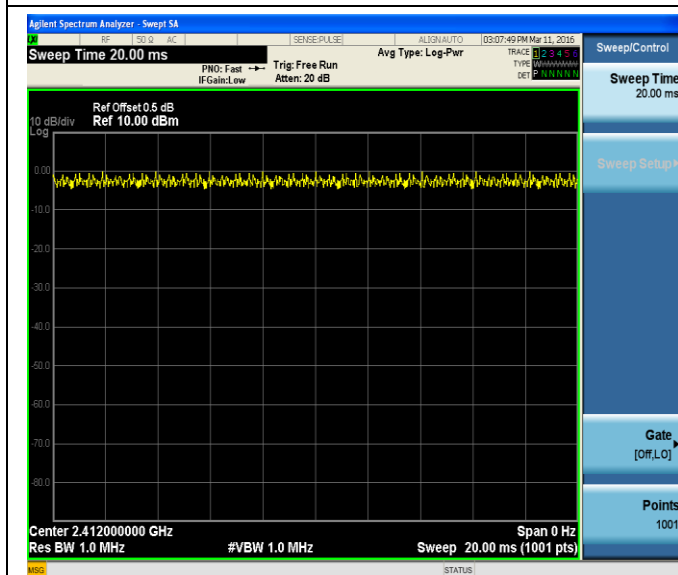 Agilent Spectrum Analyzer - Swept SA
LXI RF 50 Ω AC SENSE:PULSE ALIGN AUTO 03:07:49 PM Mar 11, 2016
Sweep Time 20.00 ms
PNO: Fast
IFGain:Low
Trig: Free Run
Atten: 20 dB
Avg Type: Log-Pwr
TRACE 1 2 3 4 5 6
TYPE
DET P N N N N N
Ref Offset 0.5 dB
10 dB/div Ref 10.00 dBm
Log
0.00
-10.0
-20.0
-30.0
-40.0
-50.0
-60.0
-70.0
-80.0
Center 2.412000000 GHz Span 0 Hz
Res BW 1.0 MHz #VBW 1.0 MHz Sweep 20.00 ms (1001 pts)
MSG STATUS
Sweep/Control
Sweep Time
20.00 ms
Sweep Setup
Gate
[Off,LO]
Points
1001